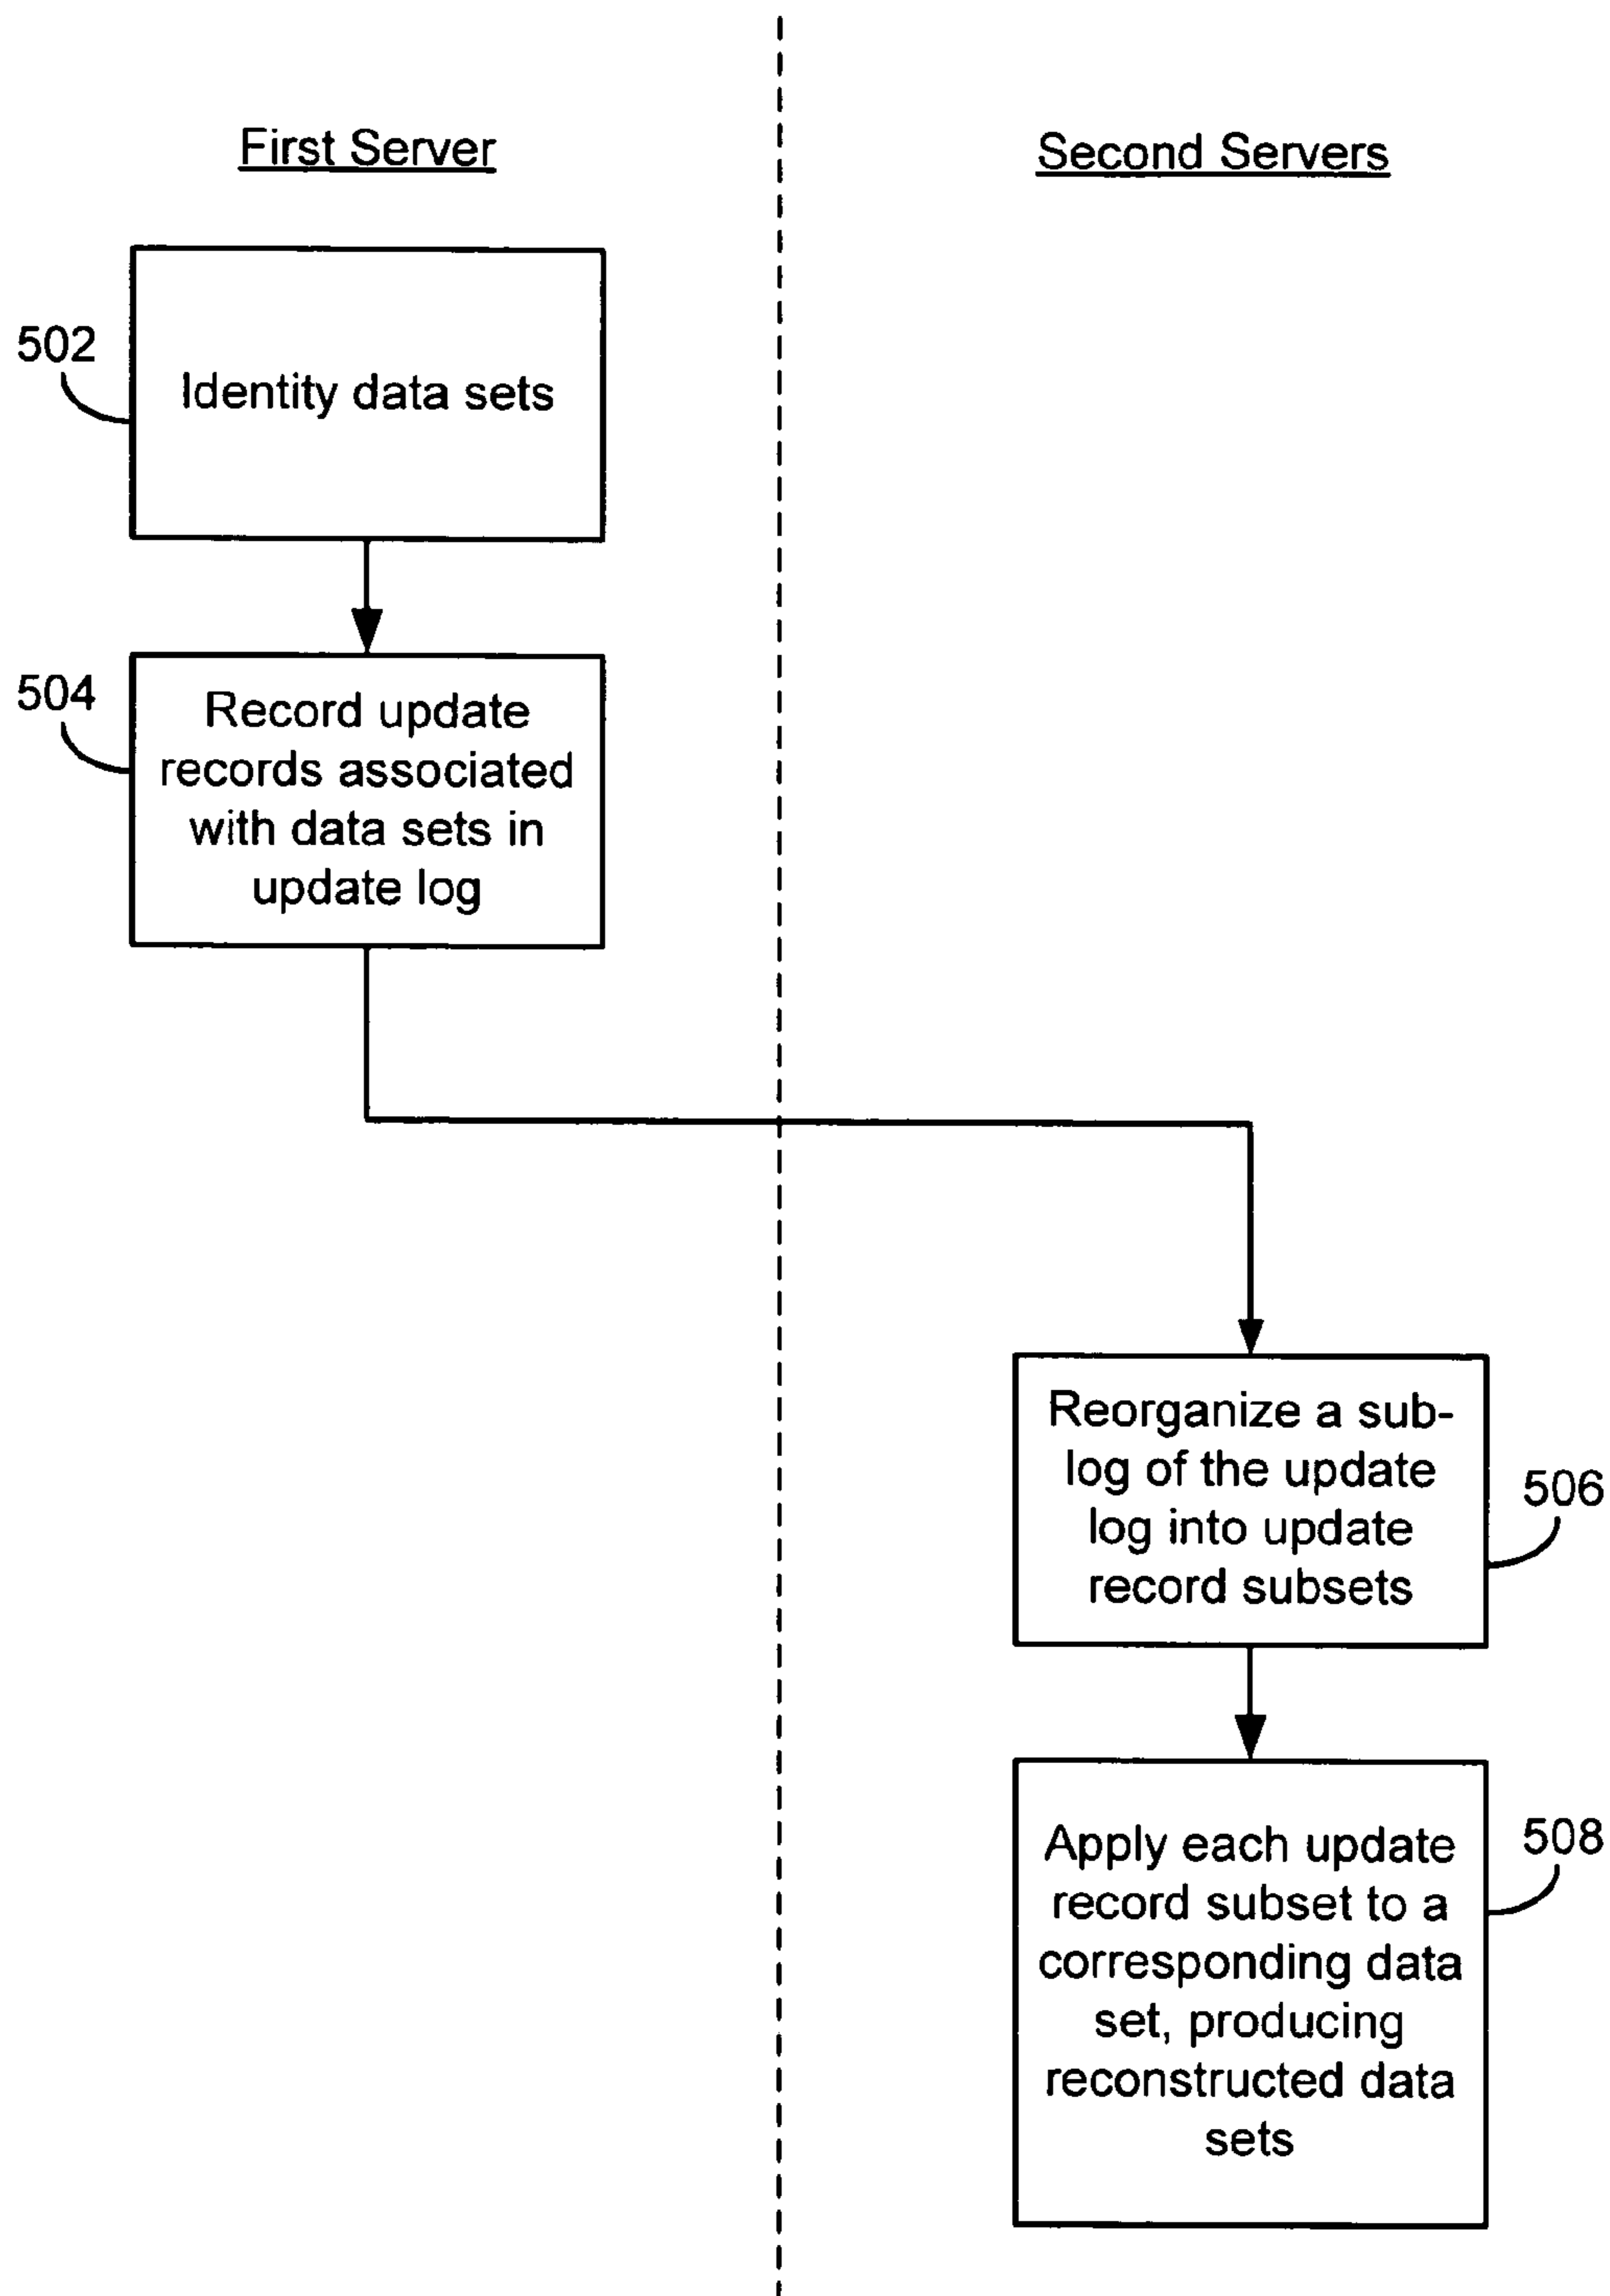 First Server
Second Servers
502
Identity data sets
504
Record update
records associated
with data sets in
update log
Reorganize a sub-
log of the update
log into update
record subsets
506
Apply each update
record subset to a
corresponding data
set, producing
reconstructed data
sets
508